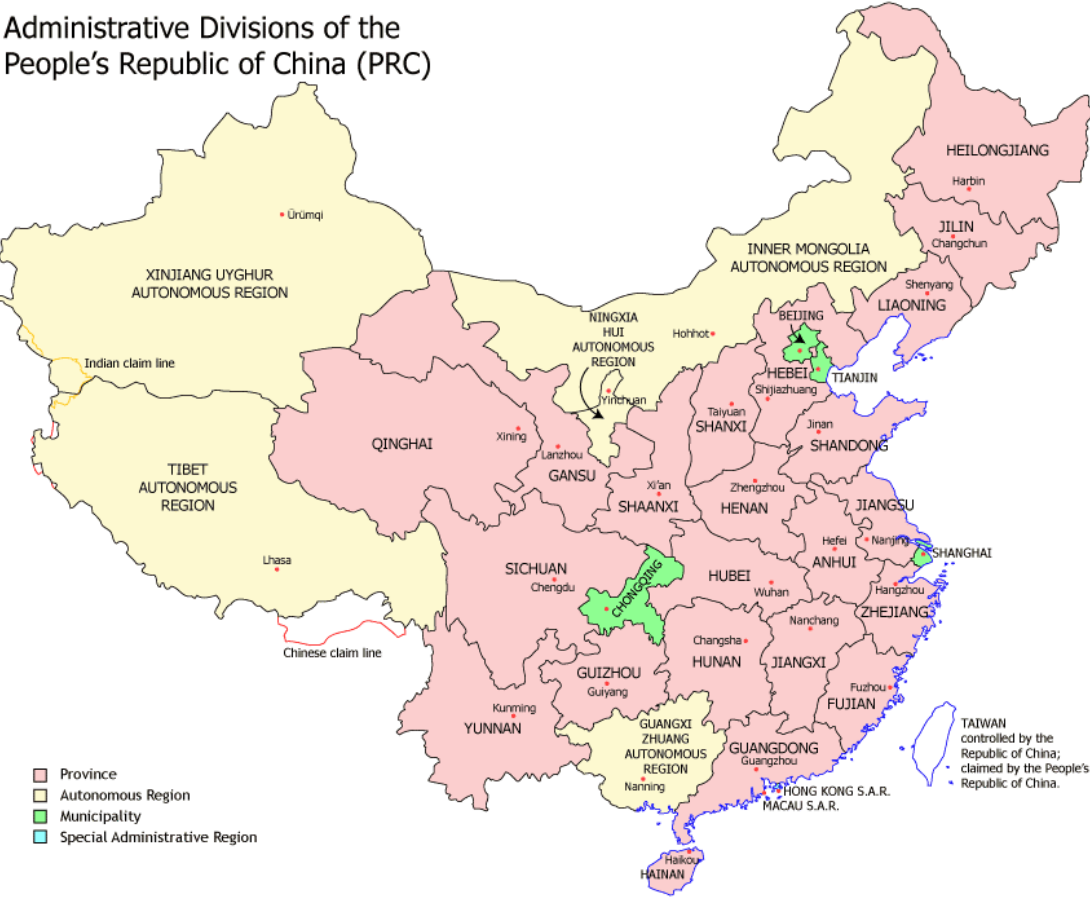 Administrative Divisions of the
People's Republic of China (PRC)
HEILONGJIANG
Harbin
Ürümqi
JILIN
Changchun
INNER MONGOLIA
AUTONOMOUS REGION
XINJIANG UYGHUR
AUTONOMOUS REGION
Shenyang
LIAONING
NINGXIA
HUI
AUTONOMOUS
REGION
BEIJING
Hohhot
Indian claim line
HEBEI
TIANJIN
Shijiazhuang
Yinchuan
Taiyuan
SHANXI
Jinan
SHANDONG
QINGHAI
Xining
Lanzhou
GANSU
TIBET
AUTONOMOUS
REGION
Xi'an
SHAANXI
Zhengzhou
HENAN
JIANGSU
Hefei
ANHUI
Nanjing
SHANGHAI
Lhasa
SICHUAN
Chengdu
CHONGQING
HUBEI
Wuhan
Hangzhou
ZHEJIANG
Nanchang
JIANGXI
Changsha
HUNAN
Chinese claim line
GUIZHOU
Guiyang
Fuzhou
FUJIAN
Kunming
YUNNAN
GUANGXI
ZHUANG
AUTONOMOUS
REGION
Nanning
GUANGDONG
Guangzhou
TAIWAN
controlled by the
Republic of China;
claimed by the People's
Republic of China.
HONG KONG S.A.R.
MACAU S.A.R.
Haikou
HAINAN
Province
Autonomous Region
Municipality
Special Administrative Region